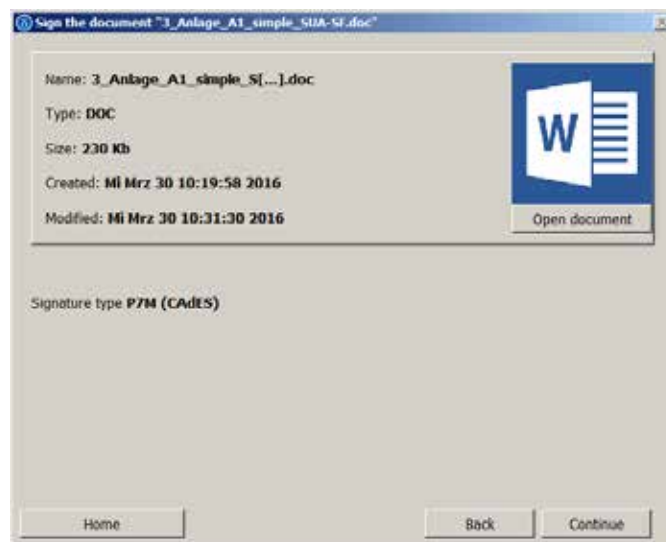 Sign the document "3_Anlage_A1_simple_SUA-SF.doc"
Name: 3_Anlage_A1_simple_S[...].doc
Type: DOC
Size: 230 Kb
Created: Mi Mrz 30 10:19:58 2016
Modified: Mi Mrz 30 10:31:30 2016
W
Open document
Signature type P7M (CAdES)
Home
Back
Continue